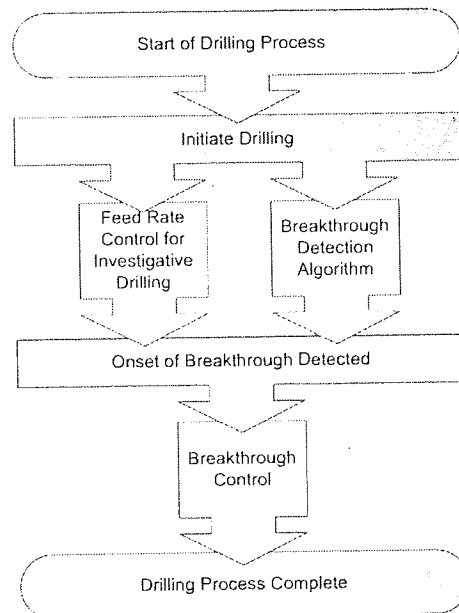 Start of Drilling Process
Initiate Drilling
Feed Rate
Control for
Investigative
Drilling
Breakthrough
Detection
Algorithm
Onset of Breakthrough Detected
Breakthrough
Control
Drilling Process Complete